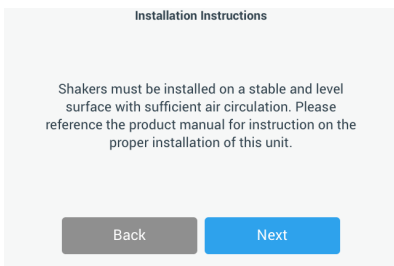 Installation Instructions
Shakers must be installed on a stable and level
surface with sufficient air circulation. Please
reference the product manual for instruction on the
proper installation of this unit.
Back
Next